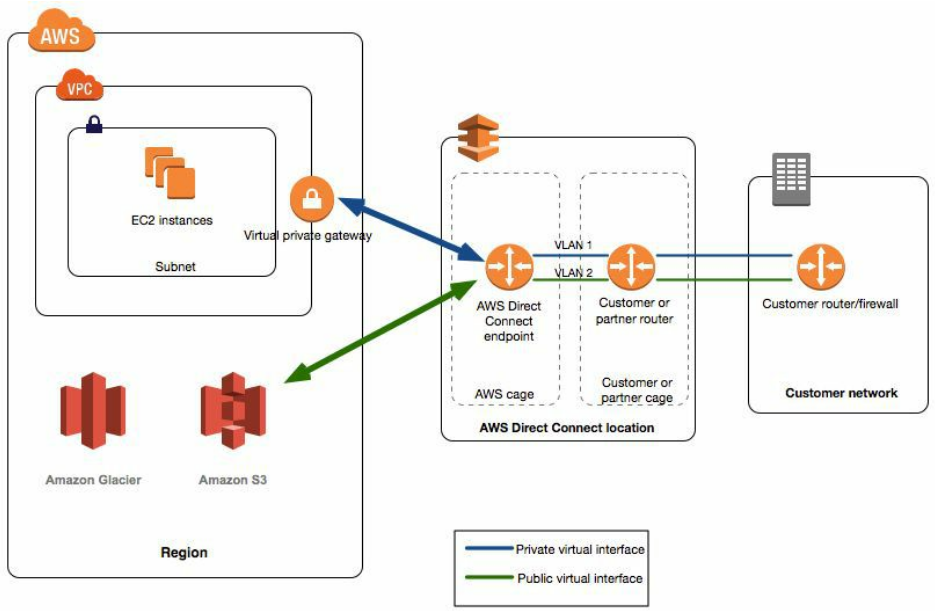 AWS
VPC
EC2 instances
Virtual private gateway
Subnet
Amazon Glacier
Amazon S3
Region
VLAN 1
VLAN 2
AWS Direct
Connect
endpoint
Customer or
partner router
AWS cage
Customer or
partner cage
AWS Direct Connect location
Customer router/firewall
Customer network
Private virtual interface
Public virtual interface